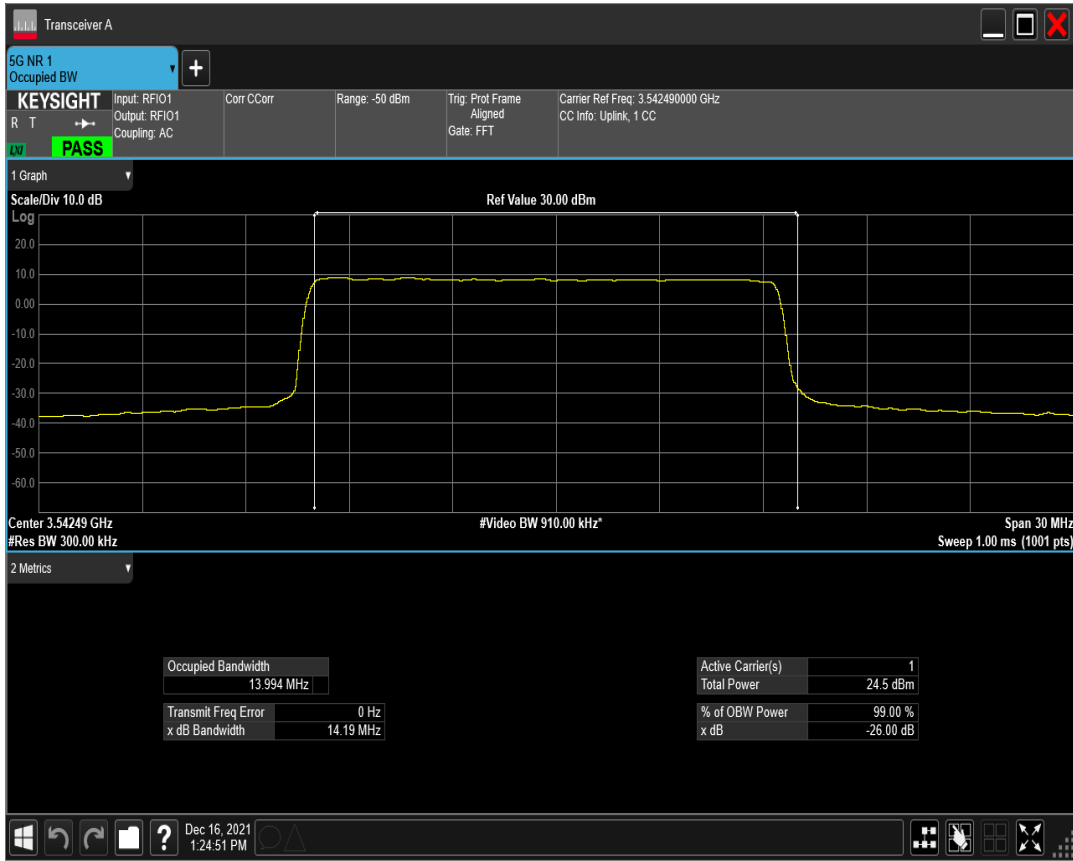 Transceiver A
5G NR 1
Occupied BW
KEYSIGHT
R T
LXI
PASS
Input: RFIO1
Output: RFIO1
Coupling: AC
Corr CCorr
Range: -50 dBm
Trig: Prot Frame
Aligned
Gate: FFT
Carrier Ref Freq: 3.542490000 GHz
CC Info: Uplink, 1 CC
1 Graph
Scale/Div 10.0 dB
Ref Value 30.00 dBm
Log
20.0
10.0
0.00
-10.0
-20.0
-30.0
-40.0
-50.0
-60.0
Center 3.54249 GHz
#Video BW 910.00 kHz*
Span 30 MHz
#Res BW 300.00 kHz
Sweep 1.00 ms (1001 pts)
2 Metrics
Occupied Bandwidth
13.994 MHz
Transmit Freq Error 0 Hz
x dB Bandwidth 14.19 MHz
Active Carrier(s) 1
Total Power 24.5 dBm
% of OBW Power 99.00 %
x dB -26.00 dB
?
Dec 16, 2021
1:24:51 PM